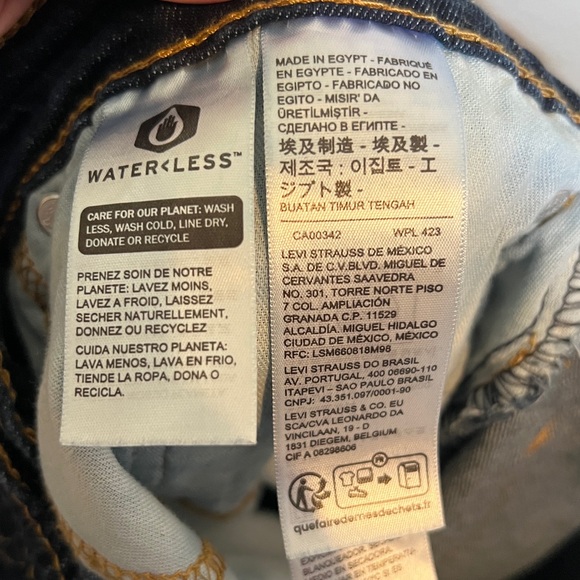 WATER<LESS™
CARE FOR OUR PLANET: WASH
LESS, WASH COLD, LINE DRY,
DONATE OR RECYCLE
PRENEZ SOIN DE NOTRE
PLANETE: LAVEZ MOINS,
LAVEZ A FROID, LAISSEZ
SECHER NATURELLEMENT,
DONNEZ OU RECYCLEZ
CUIDA NUESTRO PLANETA:
LAVA MENOS, LAVA EN FRIO,
TIENDE LA ROPA, DONA O
RECICLA.
MADE IN EGYPT - FABRIQUÉ
EN EGYPTE - FABRICADO EN
EGIPTO - FABRICADO NO
EGITO - MISIR' DA
ÜRETİLMİŞTİR -
СДЕЛАНО В ЕГИПТЕ -
埃及制造 - 埃及製 -
제조국 : 이집트 - エ
ジプト製 -
BUATAN TIMUR TENGAH
CA00342 WPL 423
LEVI STRAUSS DE MÉXICO
S.A. DE C.V.BLVD. MIGUEL DE
CERVANTES SAAVEDRA
NO. 301, TORRE NORTE PISO
7 COL. AMPLIACIÓN
GRANADA C.P. 11529
ALCALDÍA. MIGUEL HIDALGO
CIUDAD DE MÉXICO, MÉXICO
RFC: LSM660818M98
LEVI STRAUSS DO BRASIL
AV. PORTUGAL, 400 06690-110
ITAPEVI – SAO PAULO BRASIL
CNPJ: 43.351.097/0001-90
LEVI STRAUSS & CO. EU
SCA/CVA LEONARDO DA
VINCILAAN, 19 - D
1831 DIEGEM, BELGIUM
CIF A 08298606
FR
quefairedemesdechets.fr